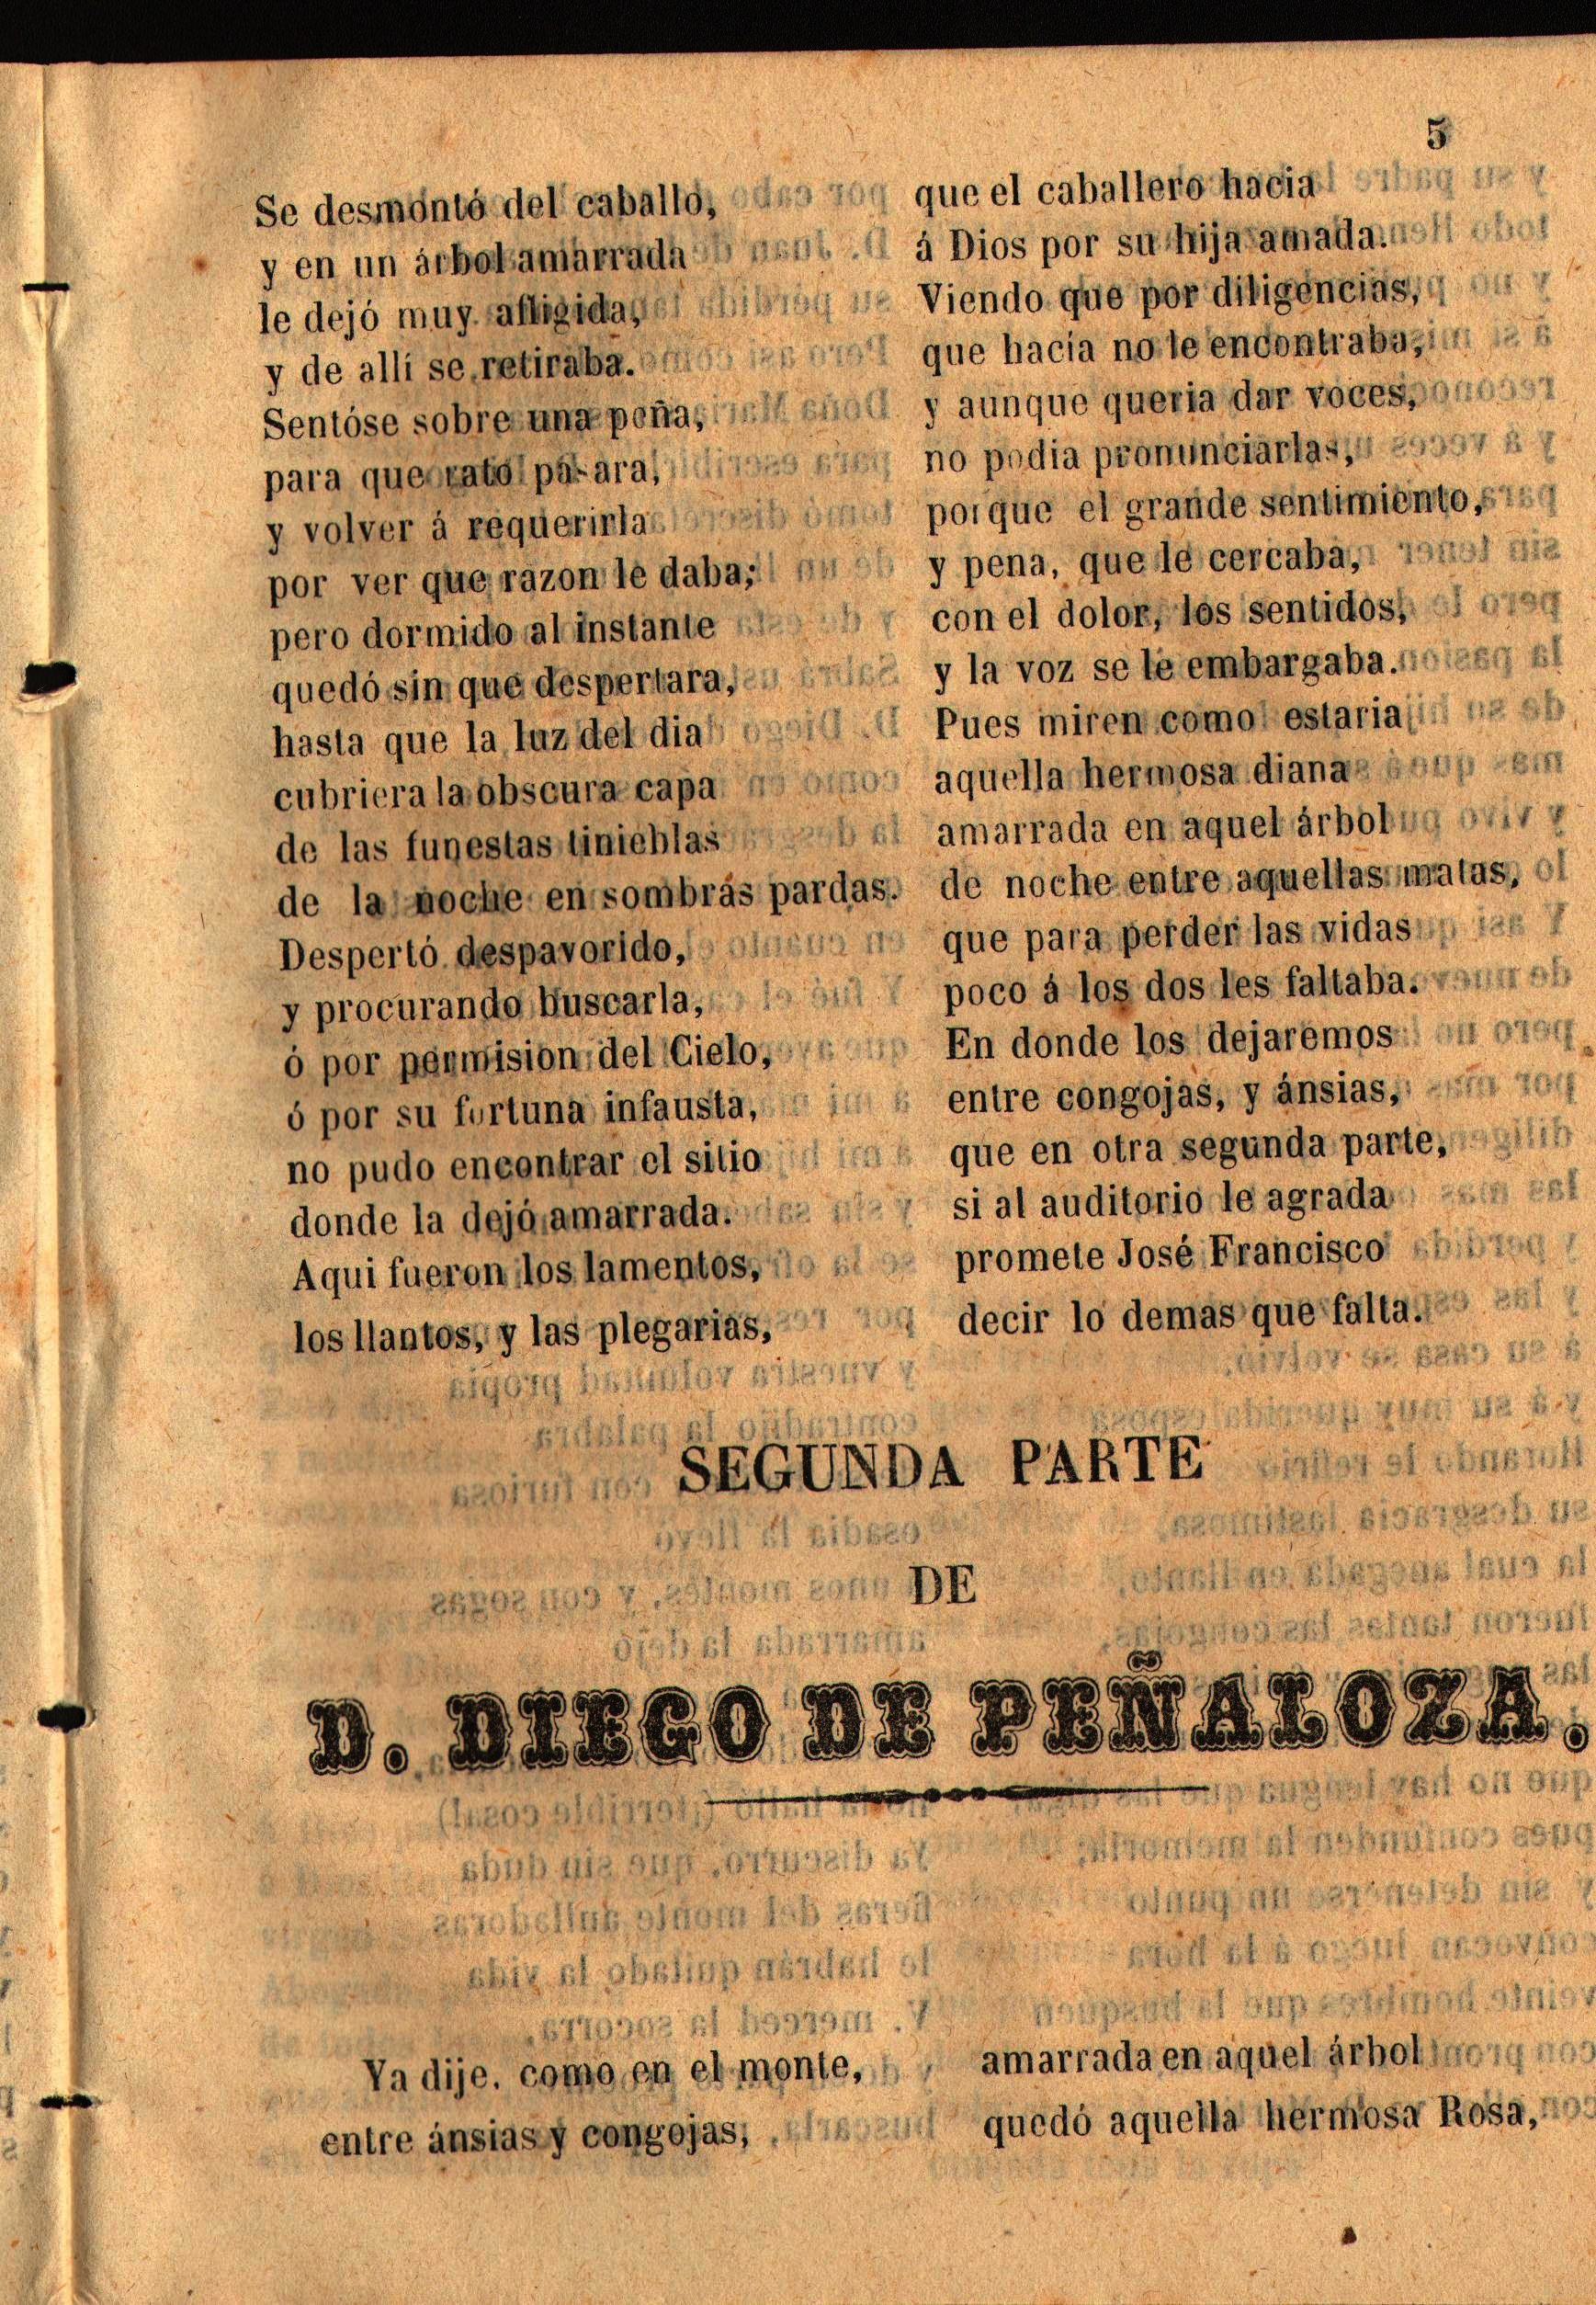 5
Se desmontó del caballo,
y en un árbol amarrada
le dejó muy afligida,
y de allí se retiraba.
Sentóse sobre una peña,
para que rato pasara,
y volver á requerirla
por ver que razon le daba;
pero dormido al instante
quedó sin que despertara,
hasta que la luz del dia
cubriera la obscura capa
de las funestas tinieblas
de la noche en sombrás pardas.
Despertó despavorido,
y procurando buscarla,
ó por permision del Cielo,
ó por su fortuna infausta,
no pudo encontrar el sitio
donde la dejó amarrada.
Aqui fueron los lamentos,
los llantos, y las plegarias,
que el caballero hacia
á Dios por su hija amada.
Viendo que por diligencias,
que hacía no le encontraba,
y aunque queria dar voces,
no podia pronunciarlas,
porque el grande sentimiento,
y pena, que le cercaba,
con el dolor, los sentidos,
y la voz se le embargaba.
Pues miren como estaria
aquella hermosa diana
amarrada en aquel árbol
de noche entre aquellas matas,
que para perder las vidas
poco á los dos les faltaba.
En donde los dejaremos
entre congojas, y ánsias,
que en otra segunda parte,
si al auditorio le agrada
promete José Francisco
decir lo demas que falta.
SEGUNDA PARTE
DE
D. DIEGO DE PEÑALOZA.
Ya dije, como en el monte,
entre ánsias y congojas,
amarrada en aquel árbol
quedó aquella hermosa Rosa,